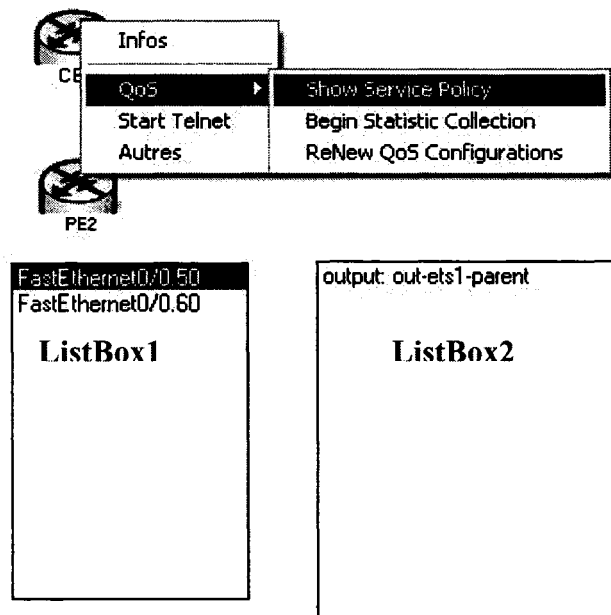 Infos
CE
QoS
Show Service Policy
Start Telnet
Begin Statistic Collection
Autres
ReNew QoS Configurations
PE2
FastEthernet0/0.50
FastEthernet0/0.60
ListBox1
output: out-ets1-parent
ListBox2